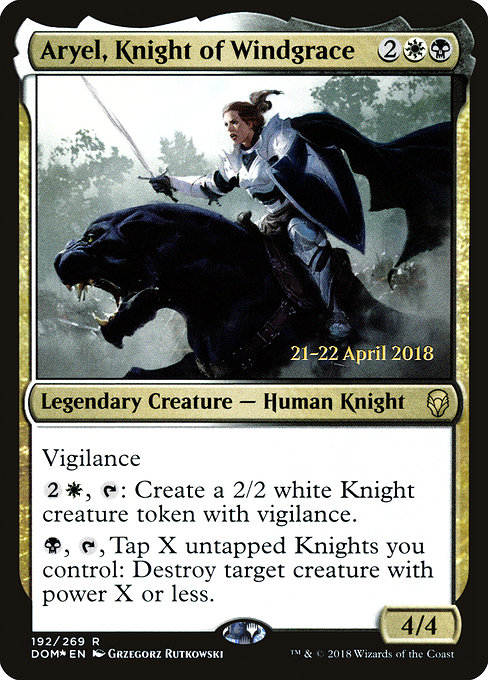 Aryel, Knight of Windgrace 2
21–22 April 2018
Legendary Creature — Human Knight
Vigilance
2, : Create a 2/2 white Knight
creature token with vigilance.
, , Tap X untapped Knights you
control: Destroy target creature with
power X or less.
4/4
192/269 R
DOM★EN Grzegorz Rutkowski
™ & © 2018 Wizards of the Coast